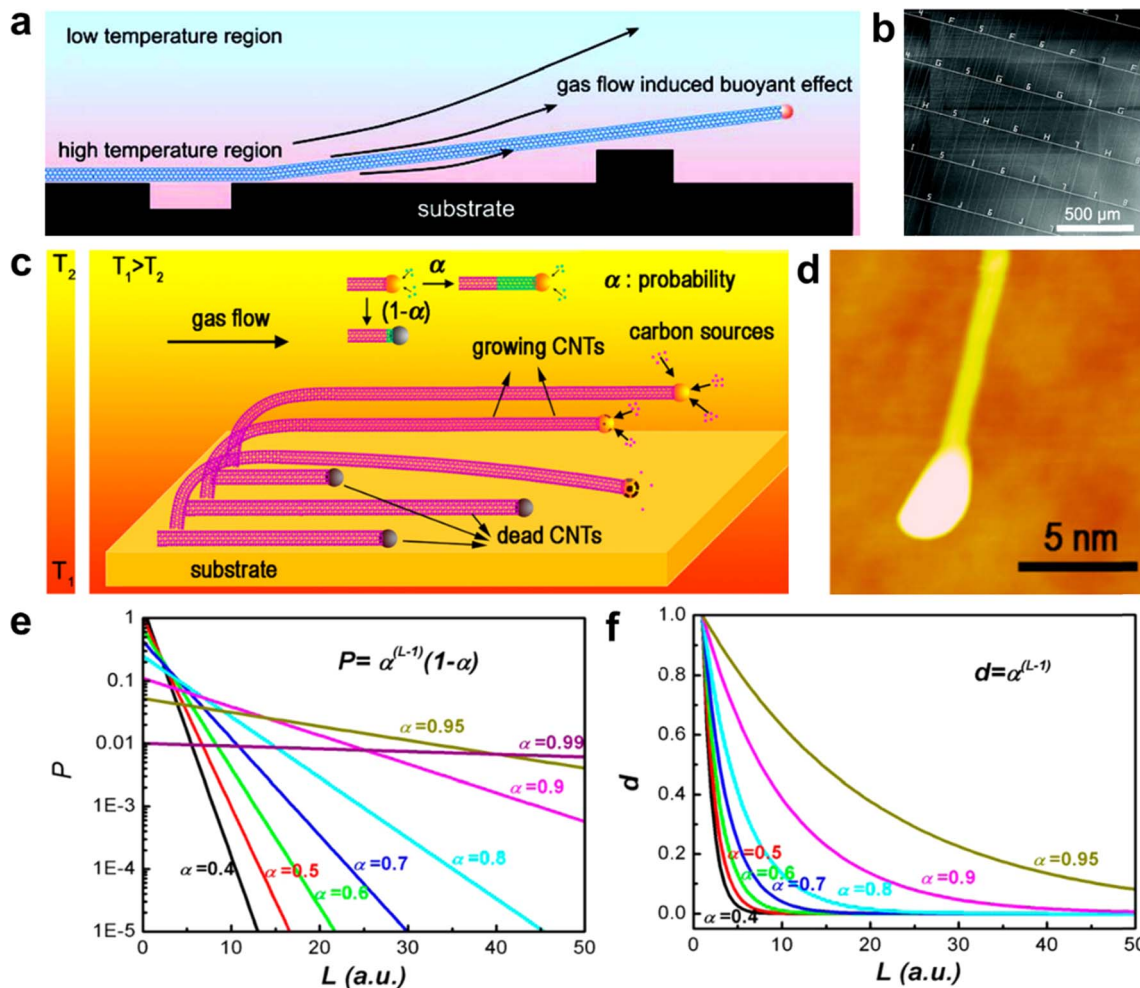 a
low temperature region
gas flow induced buoyant effect
high temperature region
substrate
b
500 µm
c
T₂
T₁
T₁>T₂
gas flow
α
(1-α)
α : probability
carbon sources
growing CNTs
dead CNTs
substrate
d
5 nm
e
P= α^(L-1)(1-α)
α=0.95
α=0.99
α=0.9
α=0.8
α=0.7
α=0.6
α=0.5
α=0.4
P
1
0.1
0.01
1E-3
1E-4
1E-5
0 10 20 30 40 50
L (a.u.)
f
d=α^(L-1)
α=0.95
α=0.9
α=0.8
α=0.7
α=0.6
α=0.5
α=0.4
d
1.0
0.8
0.6
0.4
0.2
0.0
0 10 20 30 40 50
L (a.u.)